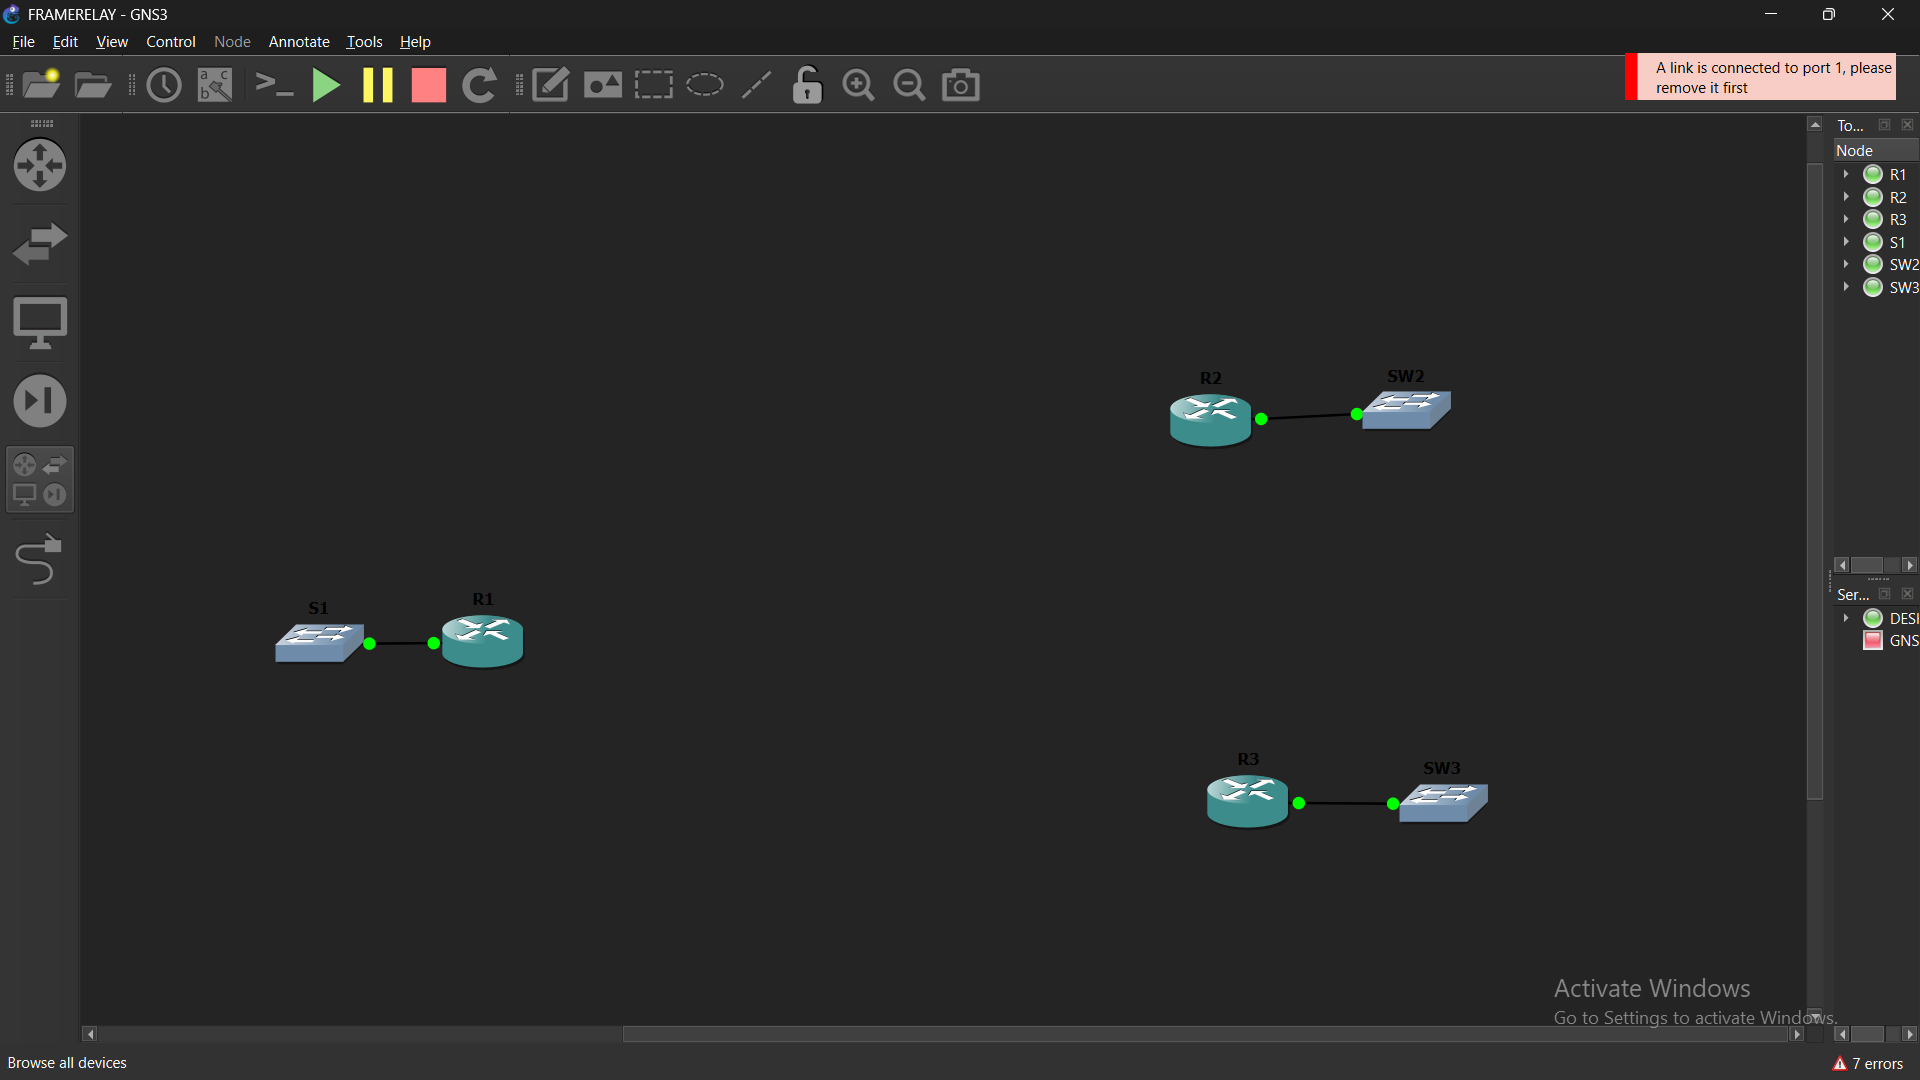 FRAMERELAY - GNS3
File Edit View Control Node Annotate Tools Help
A link is connected to port 1, please
remove it first
To...
Node
R1
R2
R3
S1
SW2
SW3
R2
SW2
S1
R1
R3
SW3
Ser...
DESI
GNS
Activate Windows
Go to Settings to activate Windows.
Browse all devices
7 errors